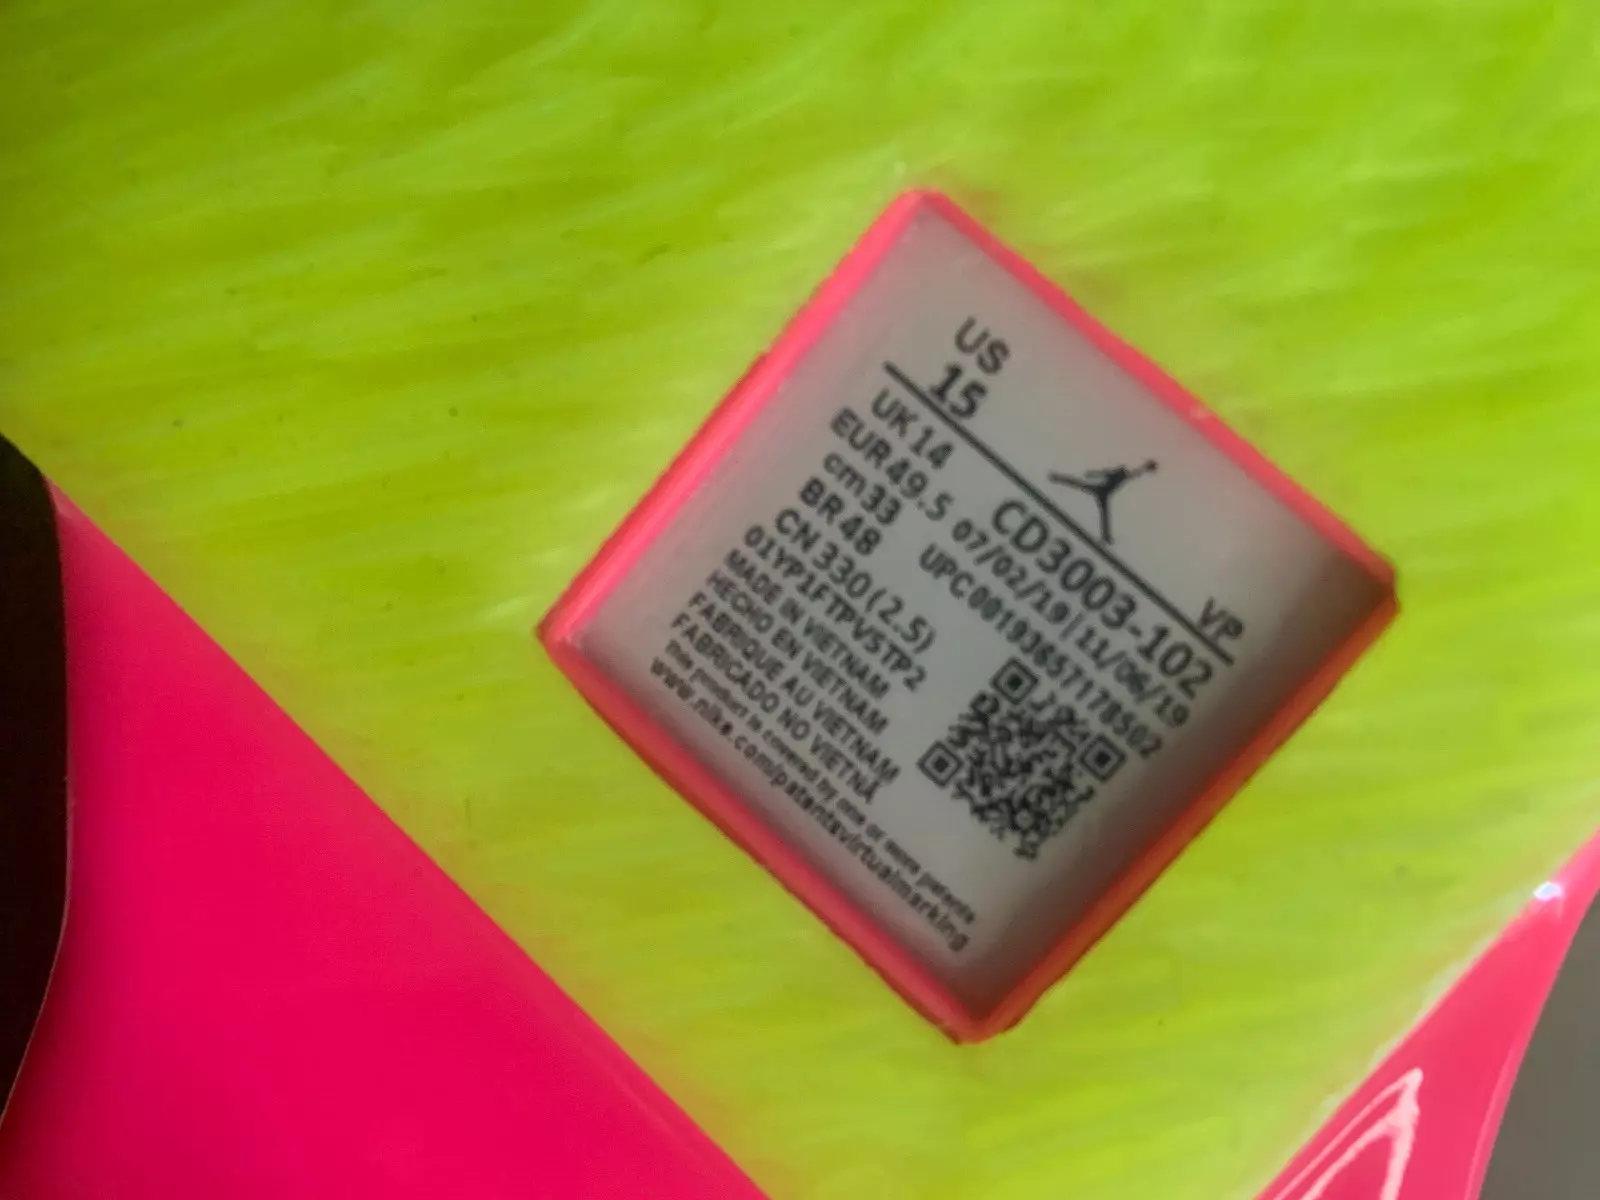 US
15
VP
UK 14
CD3003-102
EUR 49.5
07/02/19 | 11/06/19
cm 33
UPC 00193657178502
BR 48
CN 330 (2.5)
01YP1FTPV5TP2
MADE IN VIETNAM
HECHO EN VIETNAM
FABRIQUE AU VIETNAM
FABRICADO NO VIETNÃ
This product is covered by one or more patents
www.nike.com/patentsvirtualmarking